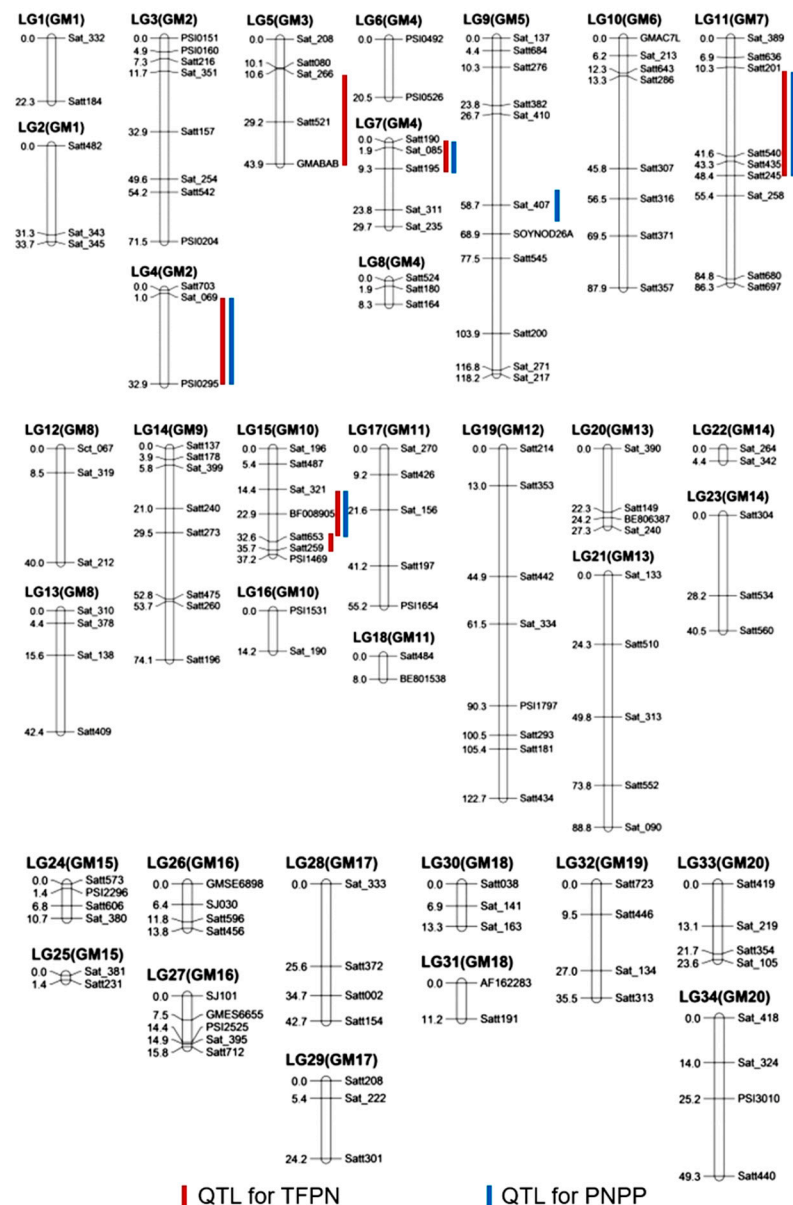 LG1(GM1)
0.0 Sat_332
22.3 Satt184
LG2(GM1)
0.0 Satt482
31.3 Sat_343
33.7 Sat_345
LG3(GM2)
0.0 PSI0151
4.9 PSI0160
7.3 Satt216
11.7 Sat_351
32.9 Satt157
49.6 Sat_254
54.2 Satt542
71.5 PSI0204
LG4(GM2)
0.0 Satt703
1.0 Sat_069
32.9 PSI0295
LG5(GM3)
0.0 Sat_208
10.1 Satt080
10.6 Sat_266
29.2 Satt521
43.9 GMABAB
LG6(GM4)
0.0 PSI0492
20.5 PSI0526
LG7(GM4)
0.0 Satt190
1.9 Sat_085
9.3 Satt195
23.8 Sat_311
29.7 Sat_235
LG8(GM4)
0.0 Satt524
1.9 Satt180
8.3 Satt164
LG9(GM5)
0.0 Sat_137
4.4 Satt684
10.3 Satt276
23.8 Satt382
26.7 Sat_410
58.7 Sat_407
68.9 SOYNOD26A
77.5 Satt545
103.9 Satt200
116.8 Sat_271
118.2 Sat_217
LG10(GM6)
0.0 GMAC7L
6.2 Sat_213
12.3 Satt643
13.3 Satt286
45.8 Satt307
56.5 Satt316
69.5 Satt371
87.9 Satt357
LG11(GM7)
0.0 Sat_389
6.9 Satt636
10.3 Satt201
41.6 Satt540
43.3 Satt435
48.4 Satt245
55.4 Sat_258
84.8 Satt680
86.3 Satt697
LG12(GM8)
0.0 Sct_067
8.5 Sat_319
40.0 Sat_212
LG13(GM8)
0.0 Sat_310
4.4 Sat_378
15.6 Sat_138
42.4 Satt409
LG14(GM9)
0.0 Satt137
3.9 Satt178
5.8 Sat_399
21.0 Satt240
29.5 Satt273
52.8 Satt475
53.7 Satt260
74.1 Satt196
LG15(GM10)
0.0 Sat_196
5.4 Satt487
14.4 Sat_321
22.9 BF008905
32.6 Satt653
35.7 Satt259
37.2 PSI1469
LG16(GM10)
0.0 PSI1531
14.2 Sat_190
LG17(GM11)
0.0 Sat_270
9.2 Satt426
21.6 Sat_156
41.2 Satt197
55.2 PSI1654
LG18(GM11)
0.0 Satt484
8.0 BE801538
LG19(GM12)
0.0 Satt214
13.0 Satt353
44.9 Satt442
61.5 Sat_334
90.3 PSI1797
100.5 Satt293
105.4 Satt181
122.7 Satt434
LG20(GM13)
0.0 Sat_390
22.3 Satt149
24.2 BE806387
27.3 Sat_240
LG21(GM13)
0.0 Sat_133
24.3 Satt510
49.8 Sat_313
73.8 Satt552
88.8 Sat_090
LG22(GM14)
0.0 Sat_264
4.4 Sat_342
LG23(GM14)
0.0 Satt304
28.2 Satt534
40.5 Satt560
LG24(GM15)
0.0 Satt573
1.4 PSI2296
6.8 Satt606
10.7 Sat_380
LG25(GM15)
0.0 Sat_381
1.4 Satt231
LG26(GM16)
0.0 GMSE6898
6.4 SJ030
11.8 Satt596
13.8 Satt456
LG27(GM16)
0.0 SJ101
7.5 GMES6655
14.4 PSI2525
14.9 Sat_395
15.8 Satt712
LG28(GM17)
0.0 Sat_333
25.6 Satt372
34.7 Satt002
42.7 Satt154
LG29(GM17)
0.0 Satt208
5.4 Sat_222
24.2 Satt301
LG30(GM18)
0.0 Satt038
6.9 Sat_141
13.3 Sat_163
LG31(GM18)
0.0 AF162283
11.2 Satt191
LG32(GM19)
0.0 Satt723
9.5 Satt446
27.0 Sat_134
35.5 Satt313
LG33(GM20)
0.0 Satt419
13.1 Sat_219
21.7 Satt354
23.6 Sat_105
LG34(GM20)
0.0 Sat_418
14.0 Sat_324
25.2 PSI3010
49.3 Satt440
QTL for TFPN
QTL for PNPP